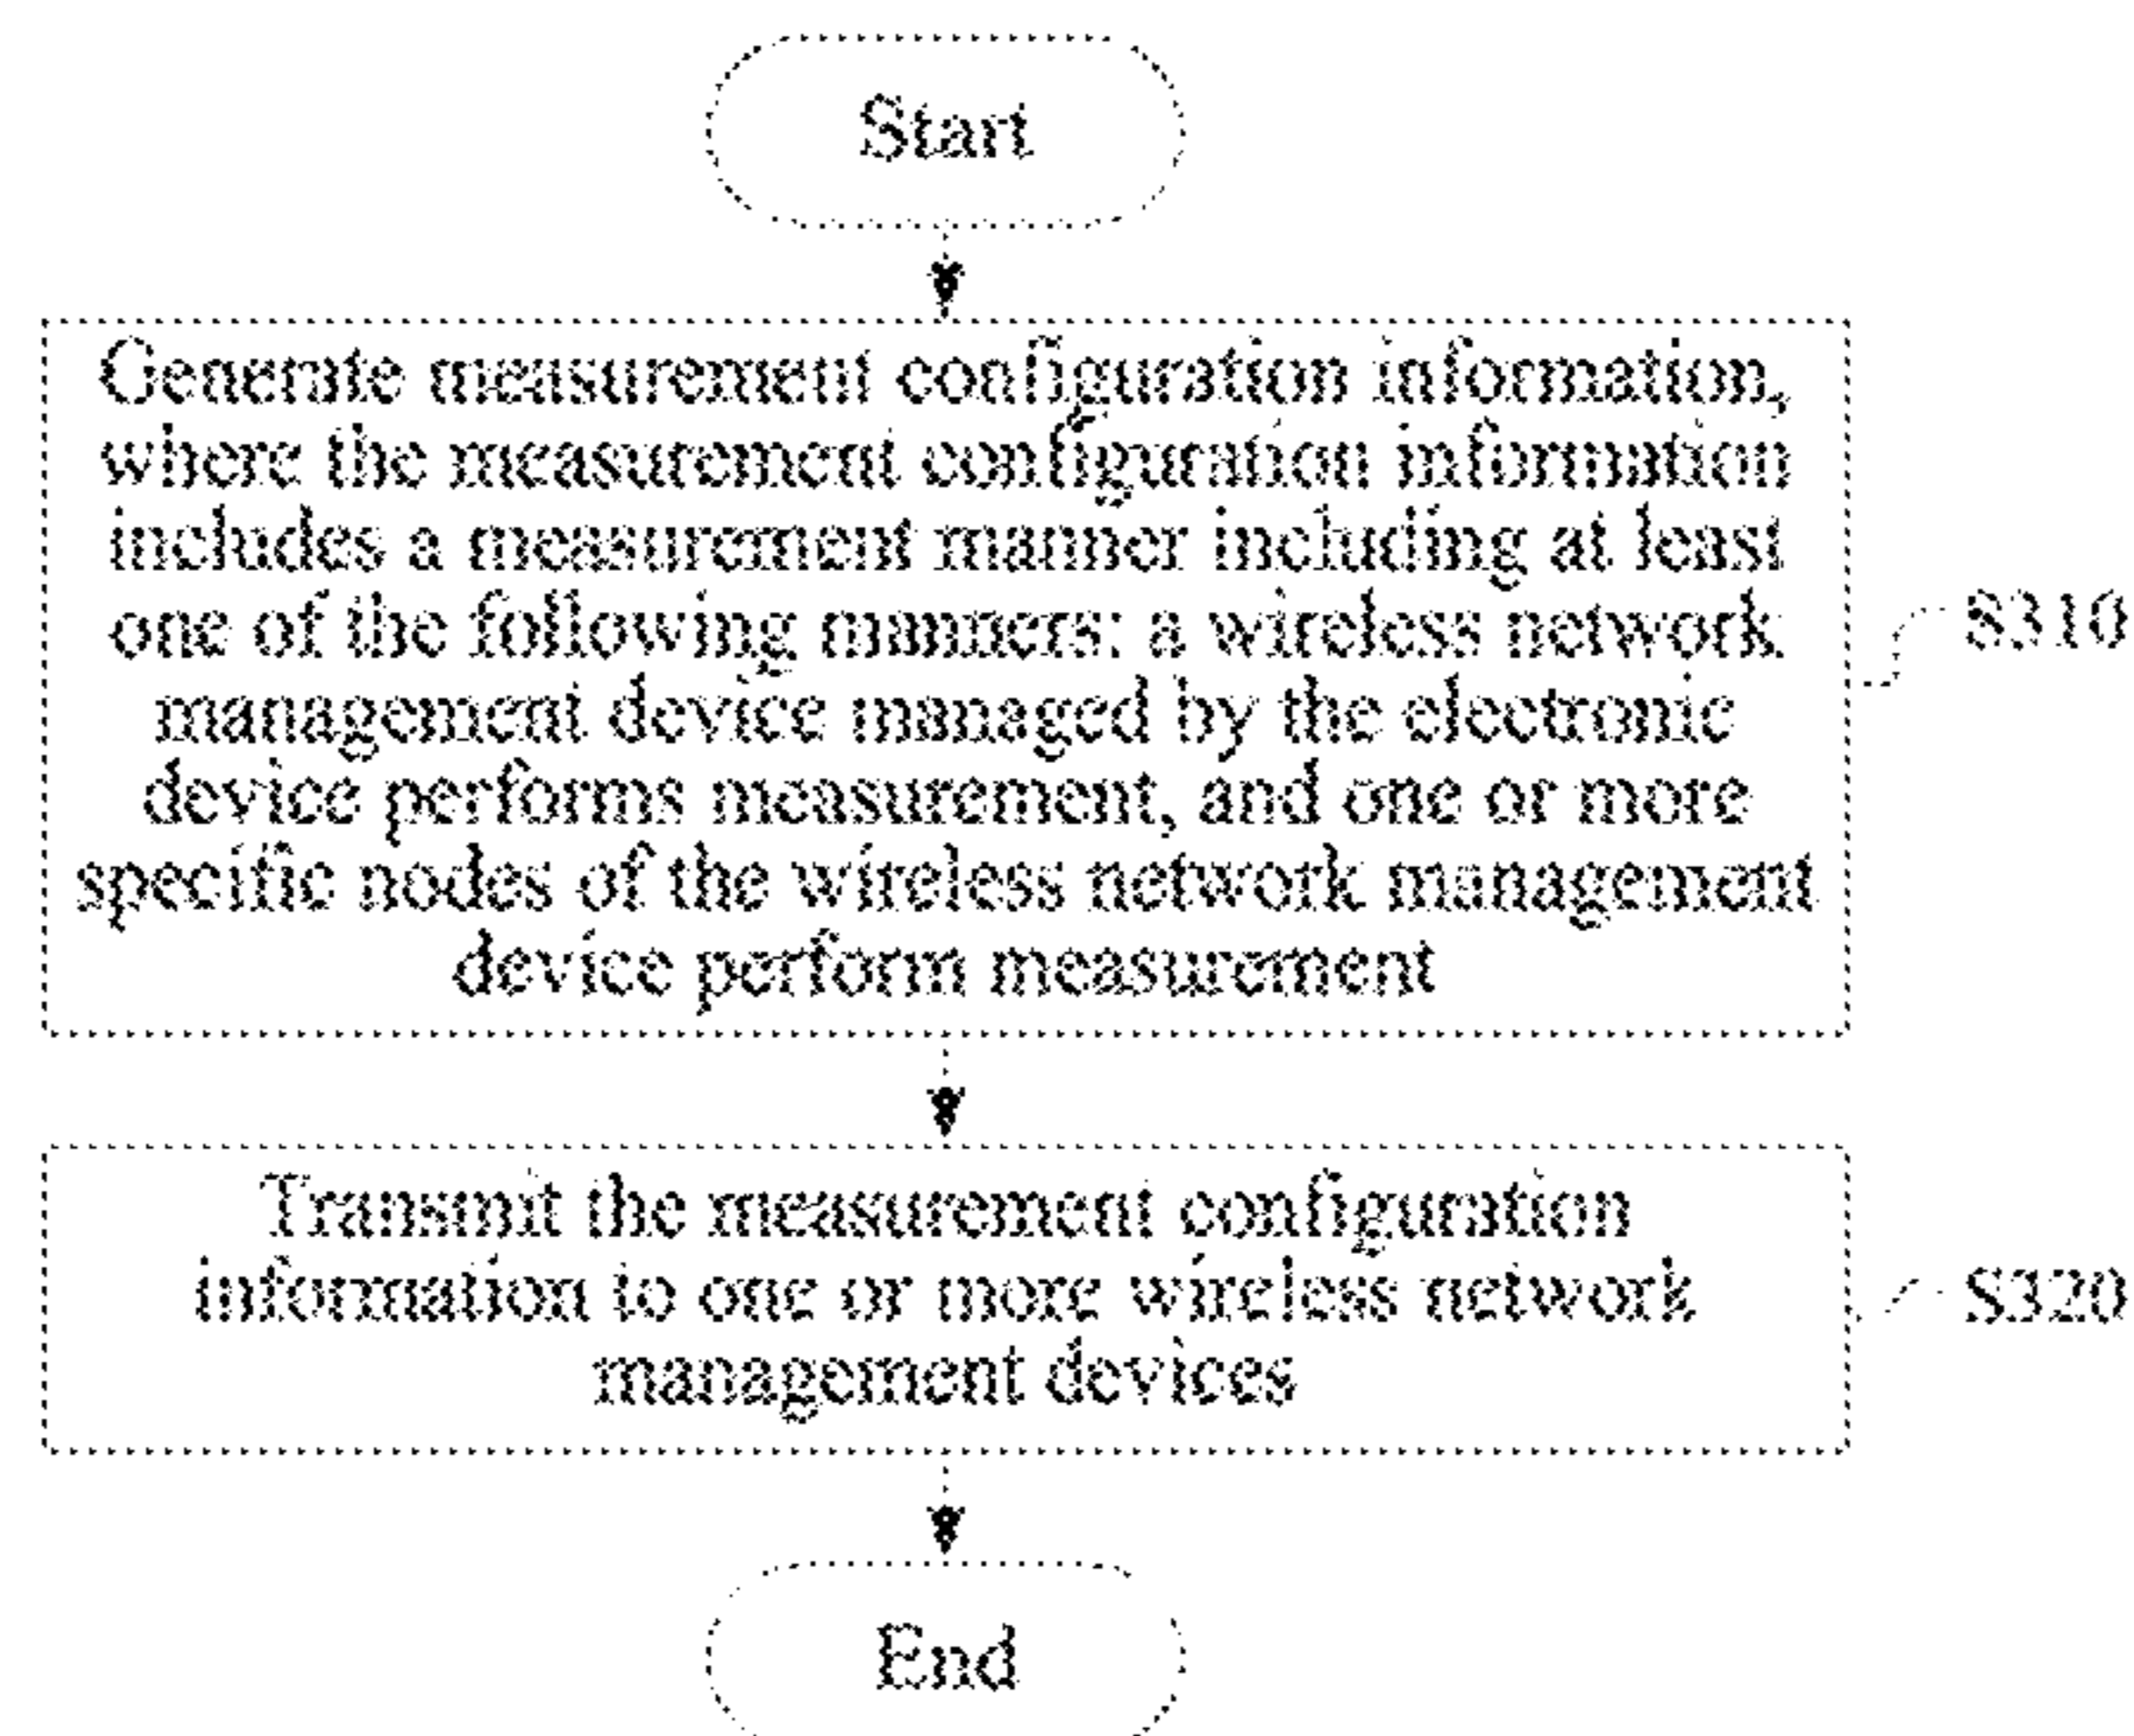 Start
Generate measurement configuration information,
where the measurement configuration information
includes a measurement manner including at least
one of the following manners: a wireless network
management device managed by the electronic
device performs measurement, and one or more
specific nodes of the wireless network management
device perform measurement
S310
Transmit the measurement configuration
information to one or more wireless network
management devices
S320
End